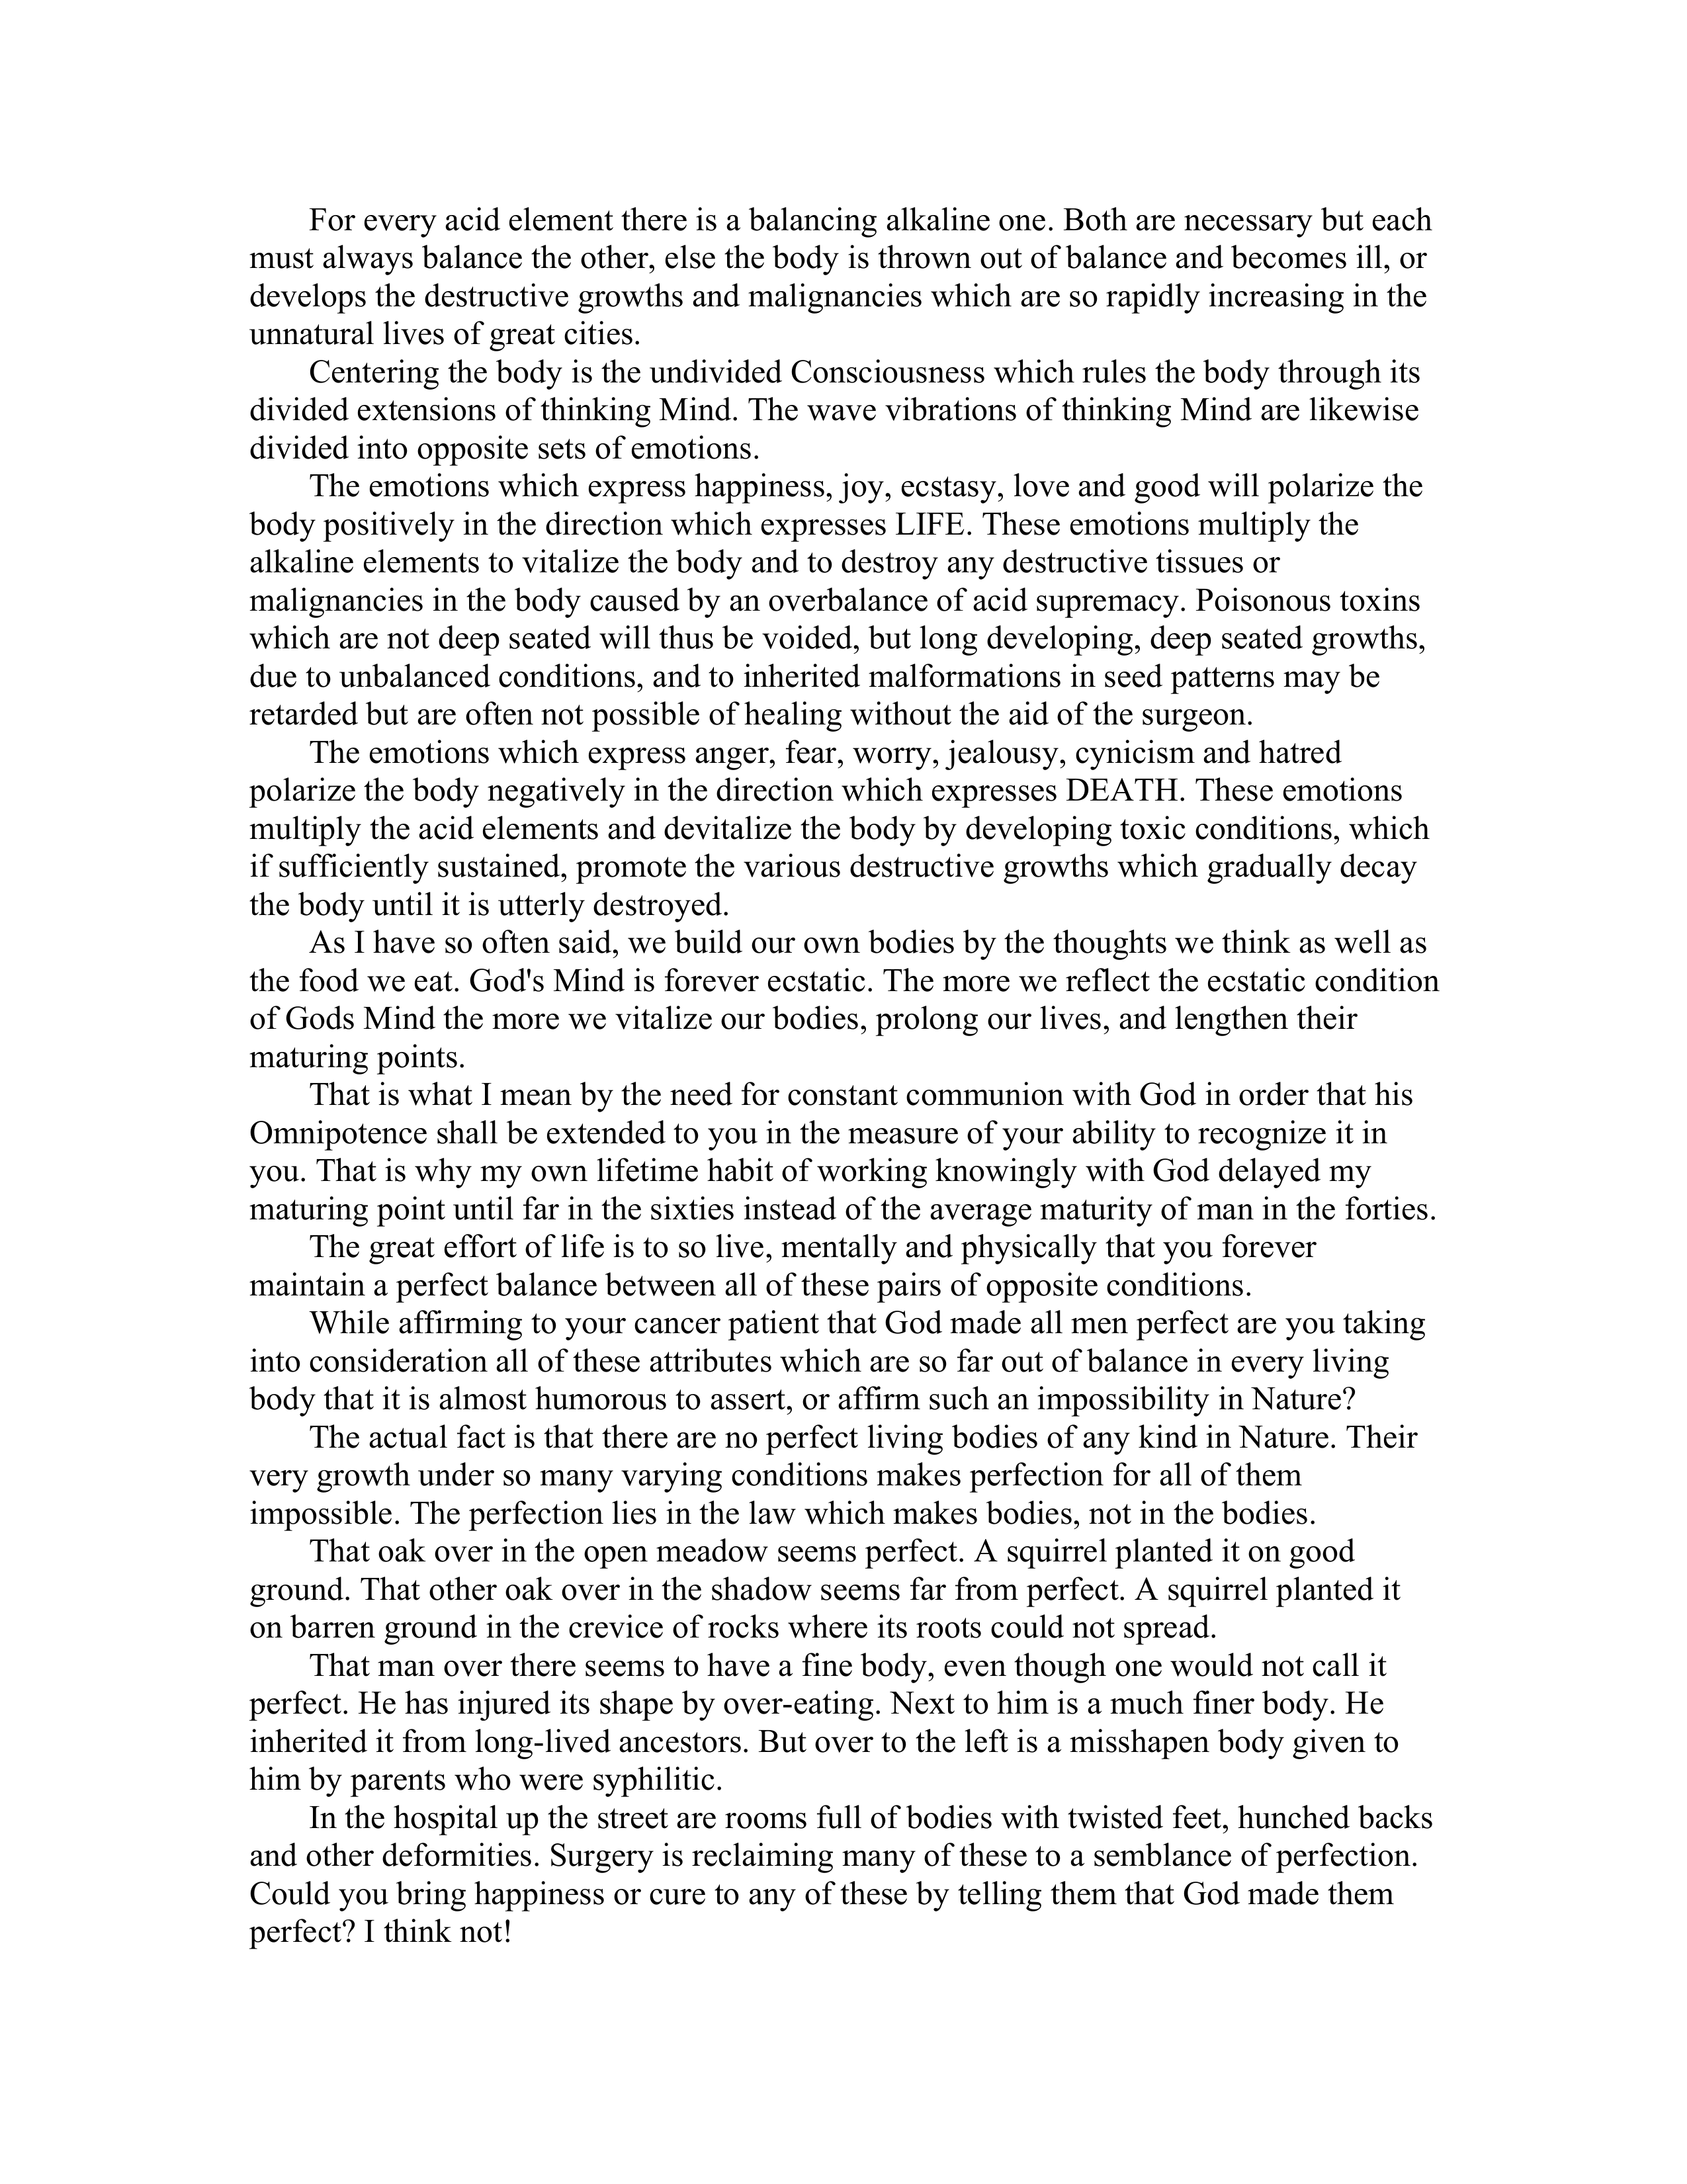 For every acid element there is a balancing alkaline one. Both are necessary but each
must always balance the other, else the body is thrown out of balance and becomes ill, or
develops the destructive growths and malignancies which are so rapidly increasing in the
unnatural lives of great cities.
Centering the body is the undivided Consciousness which rules the body through its
divided extensions of thinking Mind. The wave vibrations of thinking Mind are likewise
divided into opposite sets of emotions.
The emotions which express happiness, joy, ecstasy, love and good will polarize the
body positively in the direction which expresses LIFE. These emotions multiply the
alkaline elements to vitalize the body and to destroy any destructive tissues or
malignancies in the body caused by an overbalance of acid supremacy. Poisonous toxins
which are not deep seated will thus be voided, but long developing, deep seated growths,
due to unbalanced conditions, and to inherited malformations in seed patterns may be
retarded but are often not possible of healing without the aid of the surgeon.
The emotions which express anger, fear, worry, jealousy, cynicism and hatred
polarize the body negatively in the direction which expresses DEATH. These emotions
multiply the acid elements and devitalize the body by developing toxic conditions, which
if sufficiently sustained, promote the various destructive growths which gradually decay
the body until it is utterly destroyed.
As I have so often said, we build our own bodies by the thoughts we think as well as
the food we eat. God's Mind is forever ecstatic. The more we reflect the ecstatic condition
of Gods Mind the more we vitalize our bodies, prolong our lives, and lengthen their
maturing points.
That is what I mean by the need for constant communion with God in order that his
Omnipotence shall be extended to you in the measure of your ability to recognize it in
you. That is why my own lifetime habit of working knowingly with God delayed my
maturing point until far in the sixties instead of the average maturity of man in the forties.
The great effort of life is to so live, mentally and physically that you forever
maintain a perfect balance between all of these pairs of opposite conditions.
While affirming to your cancer patient that God made all men perfect are you taking
into consideration all of these attributes which are so far out of balance in every living
body that it is almost humorous to assert, or affirm such an impossibility in Nature?
The actual fact is that there are no perfect living bodies of any kind in Nature. Their
very growth under so many varying conditions makes perfection for all of them
impossible. The perfection lies in the law which makes bodies, not in the bodies.
That oak over in the open meadow seems perfect. A squirrel planted it on good
ground. That other oak over in the shadow seems far from perfect. A squirrel planted it
on barren ground in the crevice of rocks where its roots could not spread.
That man over there seems to have a fine body, even though one would not call it
perfect. He has injured its shape by over-eating. Next to him is a much finer body. He
inherited it from long-lived ancestors. But over to the left is a misshapen body given to
him by parents who were syphilitic.
In the hospital up the street are rooms full of bodies with twisted feet, hunched backs
and other deformities. Surgery is reclaiming many of these to a semblance of perfection.
Could you bring happiness or cure to any of these by telling them that God made them
perfect? I think not!